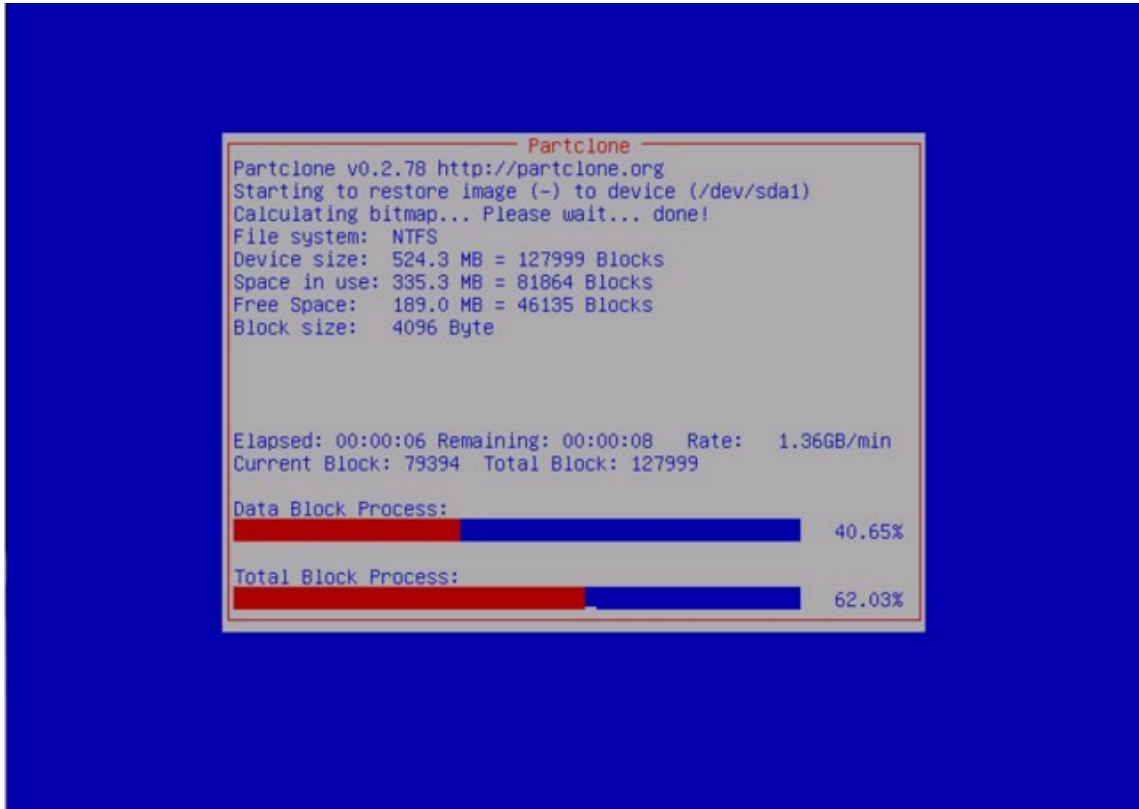 Partclone
Partclone v0.2.78 http://partclone.org
Starting to restore image (-) to device (/dev/sda1)
Calculating bitmap... Please wait... done!
File system:  NTFS
Device size:  524.3 MB = 127999 Blocks
Space in use: 335.3 MB = 81864 Blocks
Free Space:   189.0 MB = 46135 Blocks
Block size:   4096 Byte
Elapsed: 00:00:06 Remaining: 00:00:08   Rate:   1.36GB/min
Current Block: 79394  Total Block: 127999
Data Block Process:
40.65%
Total Block Process:
62.03%